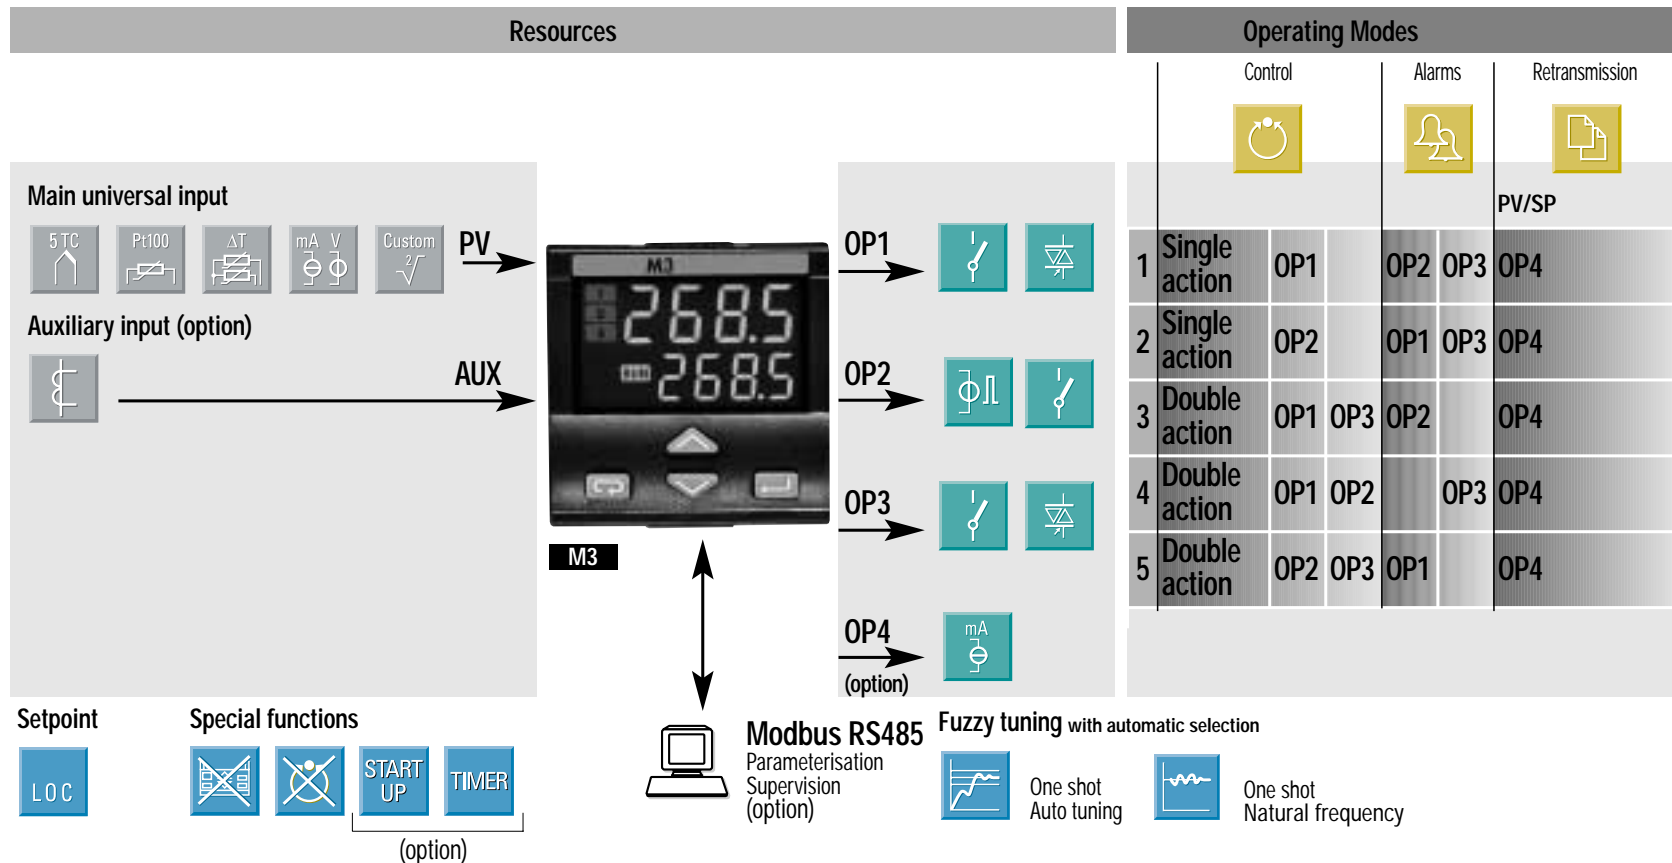 Resources
Operating Modes
Control
Alarms
Retransmission
PV/SP
Main universal input
5 TC
Pt100
ΔT
mA V
Custom
2√
PV
Auxiliary input (option)
AUX
M3
268.5
268.5
M3
OP1
OP2
OP3
OP4
(option)
mA
1 Single action OP1 OP2 OP3 OP4
2 Single action OP2 OP1 OP3 OP4
3 Double action OP1 OP3 OP2 OP4
4 Double action OP1 OP2 OP3 OP4
5 Double action OP2 OP3 OP1 OP4
Setpoint
LOC
Special functions
START UP
TIMER
(option)
Modbus RS485
Parameterisation
Supervision
(option)
Fuzzy tuning with automatic selection
One shot
Auto tuning
One shot
Natural frequency